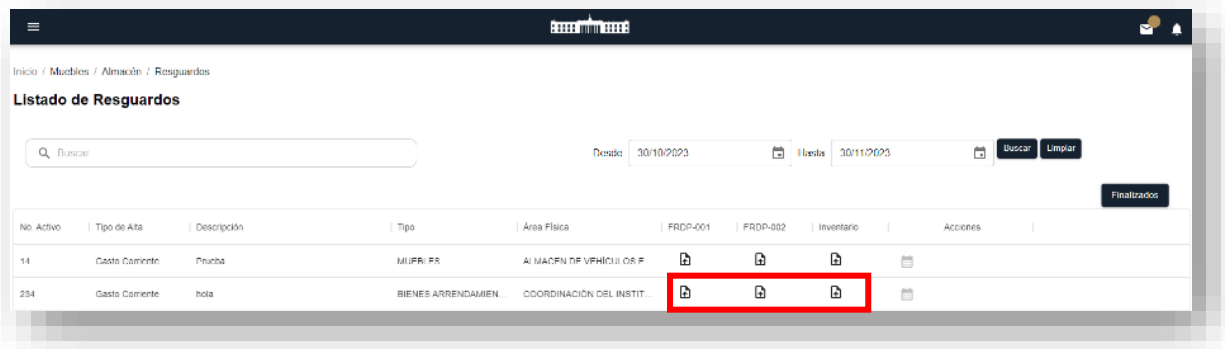 Inicio / Muebles / Almacén / Resguardos
Listado de Resguardos
Buscar
Desde 30/10/2023 Hasta 30/11/2023 Buscar Limpiar
Finalizados
No. Activo Tipo de Alta Descripción Tipo Área Física FRDP-001 FRDP-002 Inventario Acciones
14 Gasto Corriente Prueba MUEBLES ALMACEN DE VEHÍCULOS E
234 Gasto Corriente hola BIENES ARRENDAMIEN... COORDINACIÓN DEL INSTIT...